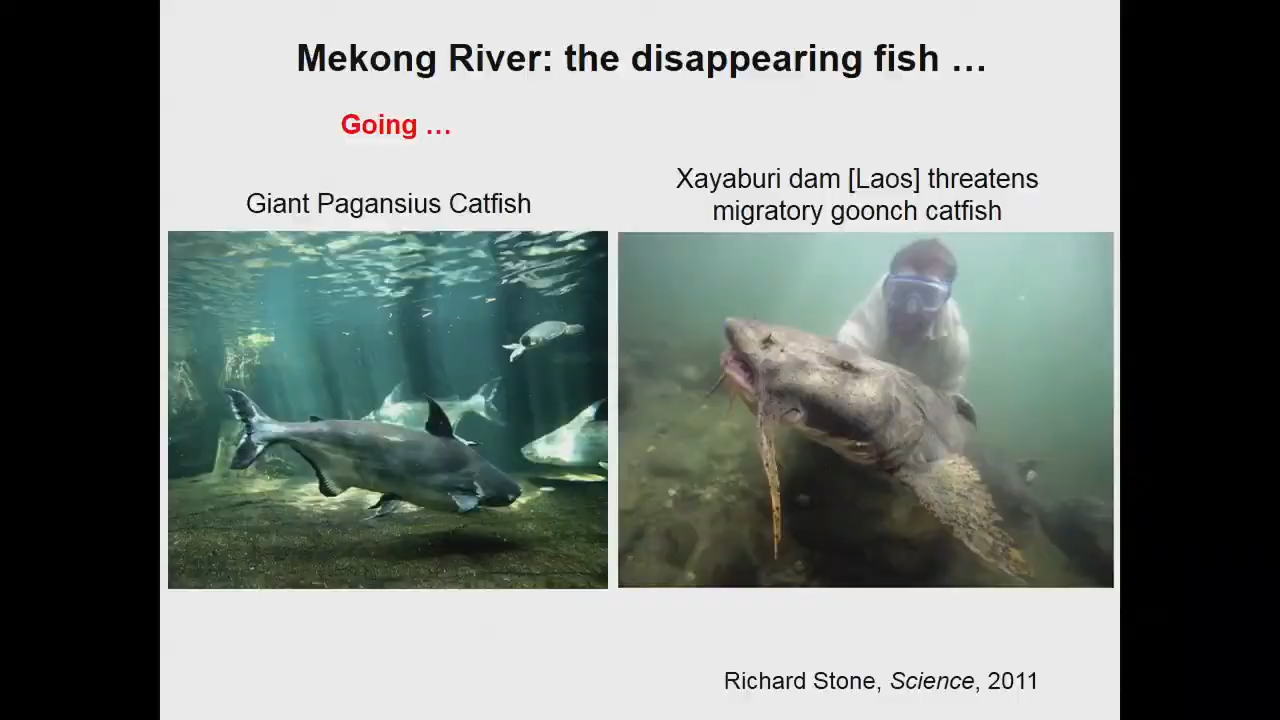 Mekong River: the disappearing fish …
Going …
Giant Pagansius Catfish
Xayaburi dam [Laos] threatens
migratory goonch catfish
Richard Stone, Science, 2011